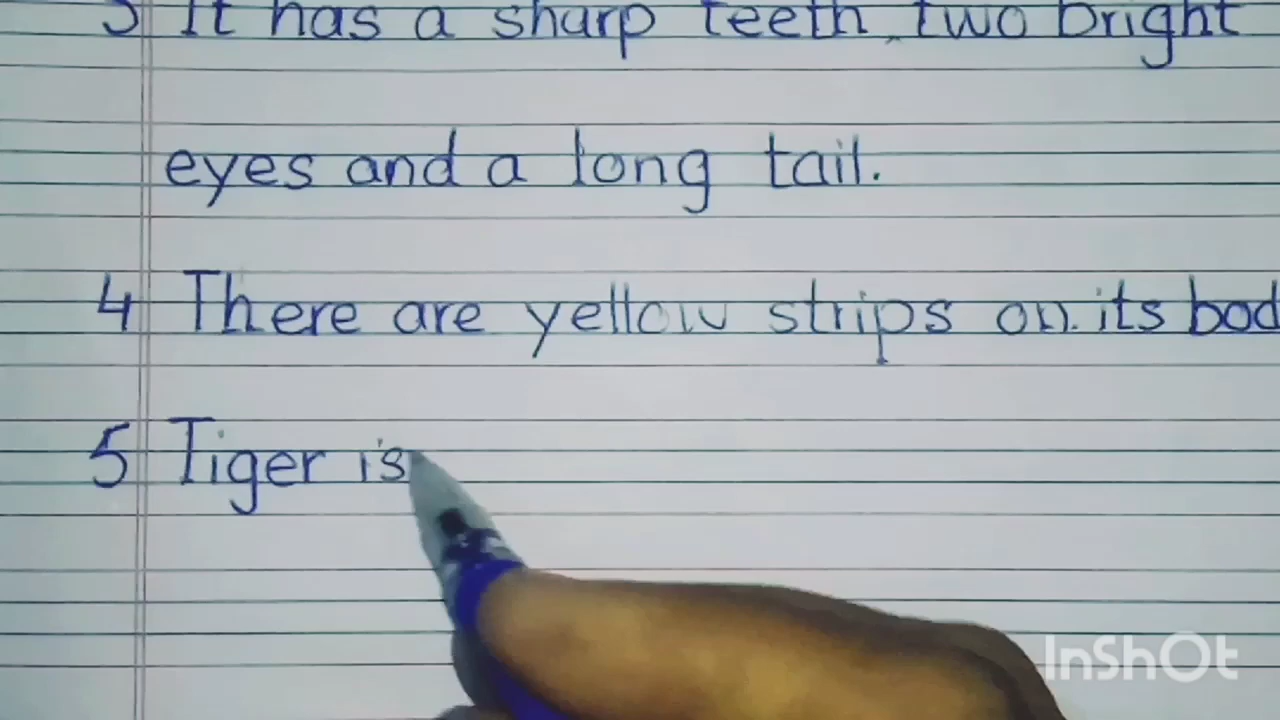 3 It has a sharp teeth, two bright
eyes and a long tail.
4 There are yellow strips on its bod
5 Tiger is
InShOt